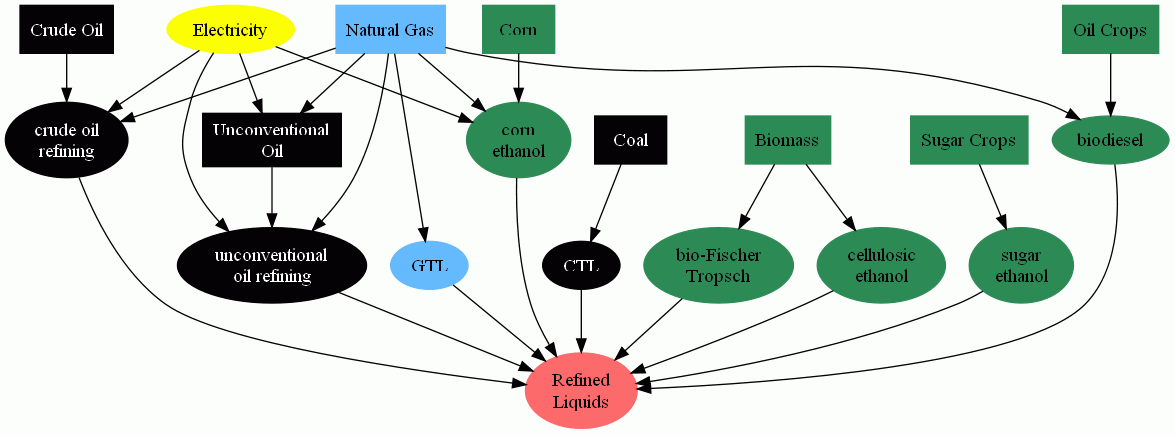 Crude Oil
Electricity
Natural Gas
Corn
Oil Crops
crude oil
refining
Unconventional
Oil
corn
ethanol
Coal
Biomass
Sugar Crops
biodiesel
unconventional
oil refining
GTL
CTL
bio-Fischer
Tropsch
cellulosic
ethanol
sugar
ethanol
Refined
Liquids